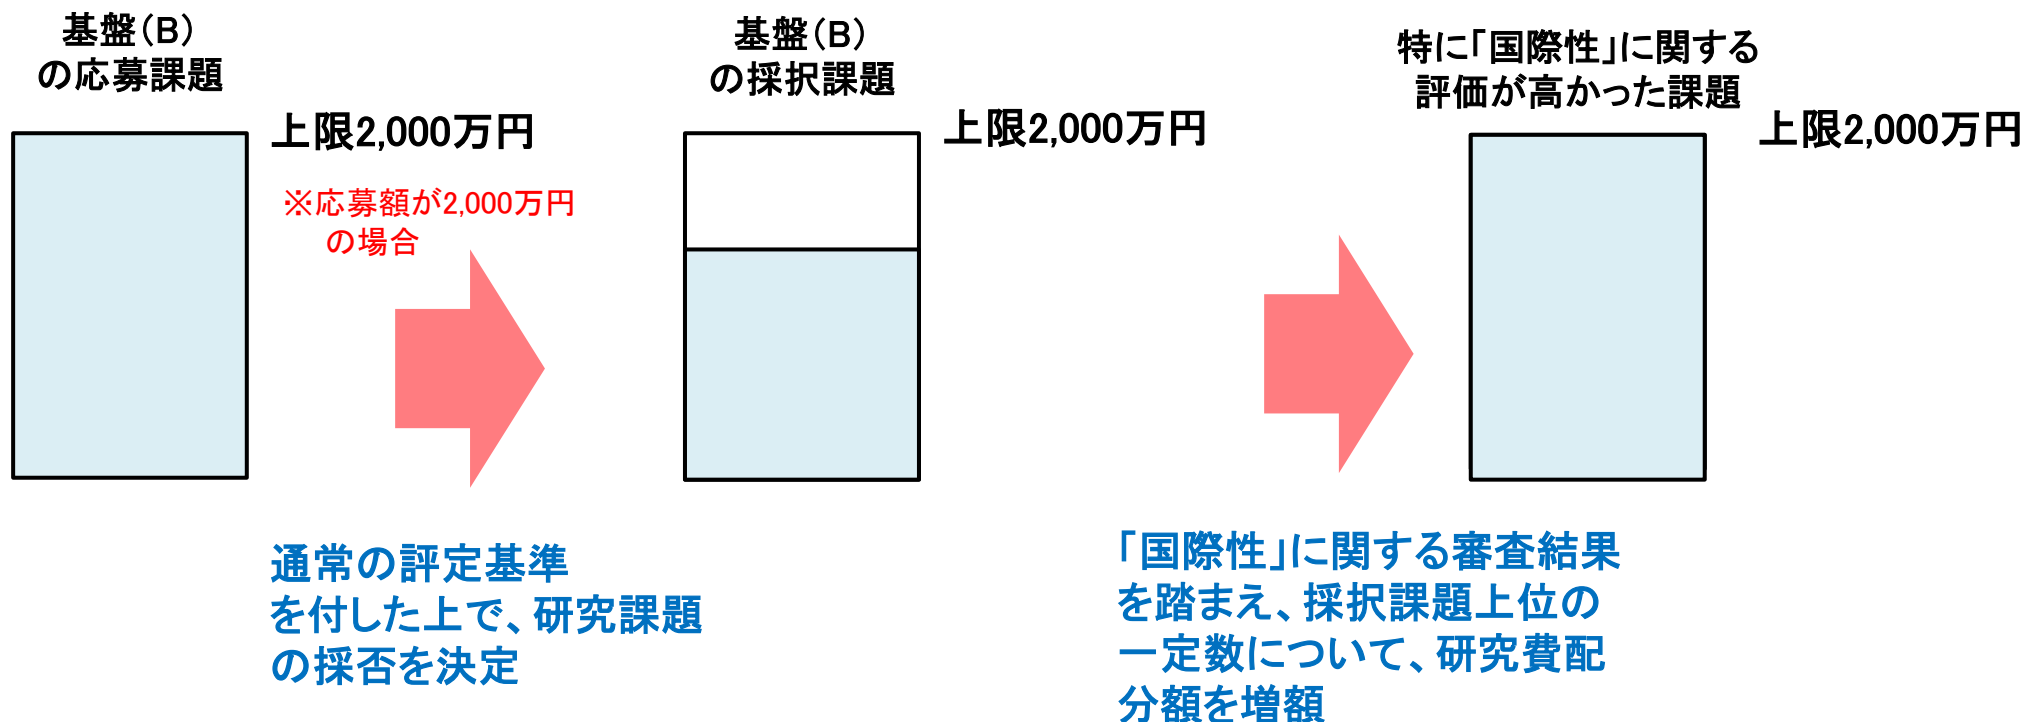 基盤（B）
の応募課題
上限2,000万円
※応募額が2,000万円
の場合
基盤（B）
の採択課題
上限2,000万円
特に「国際性」に関する
評価が高かった課題
上限2,000万円
通常の評定基準
を付した上で、研究課題
の採否を決定
「国際性」に関する審査結果
を踏まえ、採択課題上位の
一定数について、研究費配
分額を増額